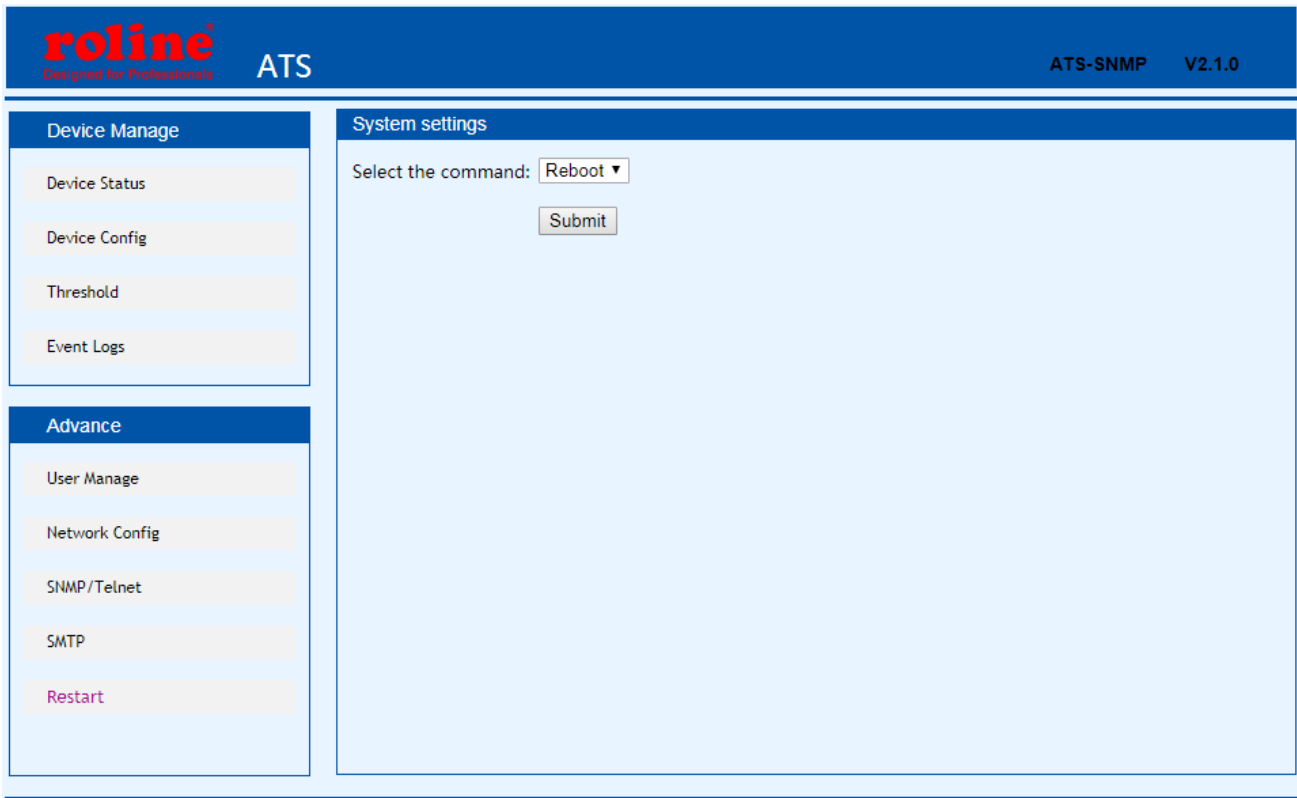 roline
Designed for Professionals
ATS
ATS-SNMP V2.1.0
Device Manage
Device Status
Device Config
Threshold
Event Logs
Advance
User Manage
Network Config
SNMP/Telnet
SMTP
Restart
System settings
Select the command: Reboot
Submit